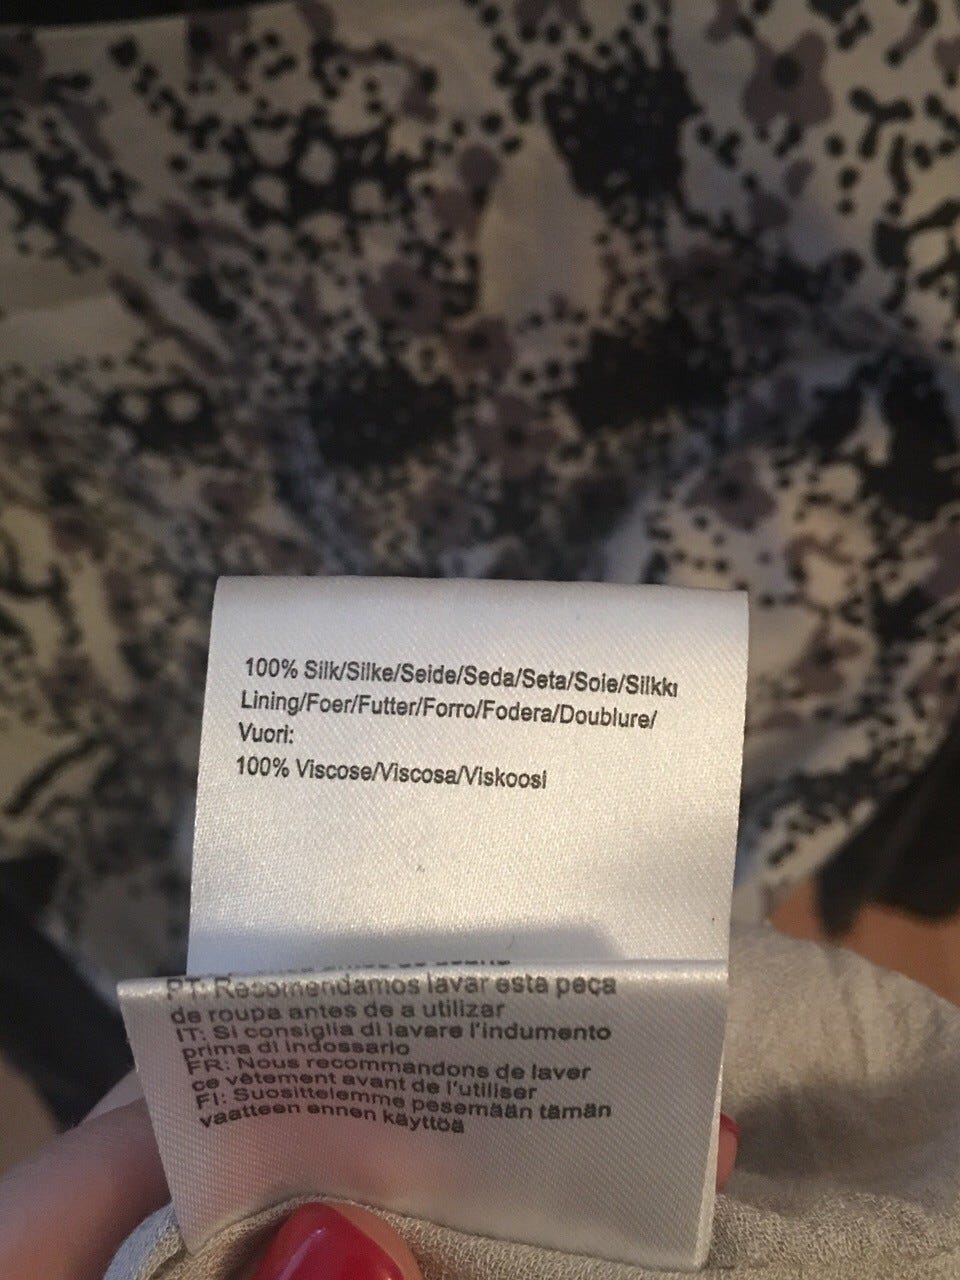 100% Silk/Silke/Seide/Seda/Seta/Soie/Silkki
Lining/Foer/Futter/Forro/Fodera/Doublure/
Vuori:
100% Viscose/Viscosa/Viskoosi
PT: Recomendamos lavar esta peça
de roupa antes de a utilizar
IT: Si consiglia di lavare l'indumento
prima di indossarlo
FR: Nous recommandons de laver
ce vêtement avant de l'utiliser
FI: Suosittelemme pesemään tämän
vaatteen ennen käyttöä